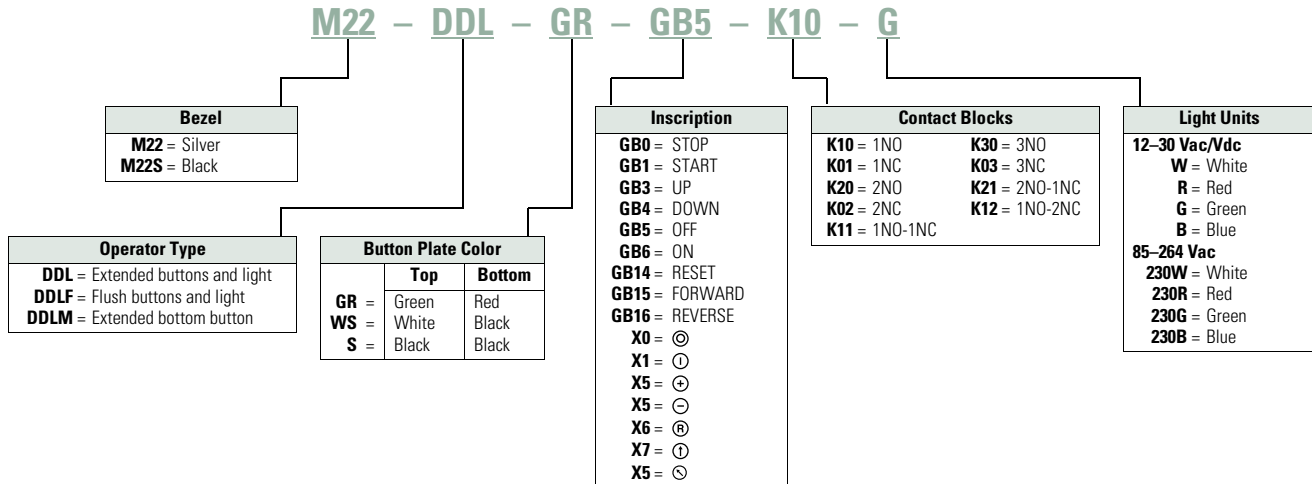 M22 – DDL – GR – GB5 – K10 – G
Bezel
M22 = Silver
M22S = Black
Operator Type
DDL = Extended buttons and light
DDLF = Flush buttons and light
DDLM = Extended bottom button
Button Plate Color
Top Bottom
GR = Green Red
WS = White Black
S = Black Black
Inscription
GB0 = STOP
GB1 = START
GB3 = UP
GB4 = DOWN
GB5 = OFF
GB6 = ON
GB14 = RESET
GB15 = FORWARD
GB16 = REVERSE
X0 = ◎
X1 = ⏼
X5 = ⊕
X5 = ⊖
X6 = Ⓡ
X7 = ↑
X5 = ↖
Contact Blocks
K10 = 1NO K30 = 3NO
K01 = 1NC K03 = 3NC
K20 = 2NO K21 = 2NO-1NC
K02 = 2NC K12 = 1NO-2NC
K11 = 1NO-1NC
Light Units
12–30 Vac/Vdc
W = White
R = Red
G = Green
B = Blue
85–264 Vac
230W = White
230R = Red
230G = Green
230B = Blue